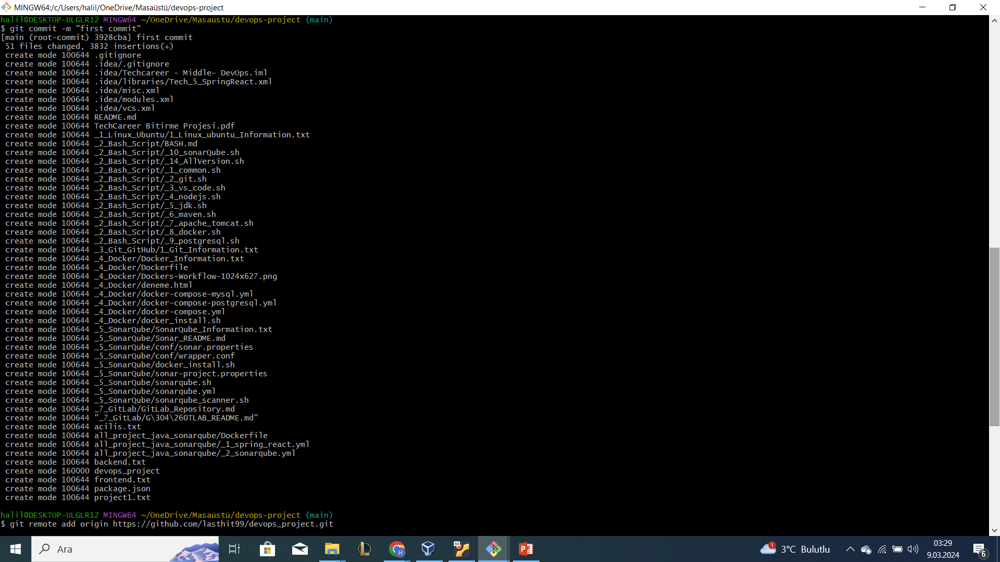 MINGW64:/c/Users/halil/OneDrive/Masaüstü/devops-project
halil@DESKTOP-ULGLR12 MINGW64 ~/OneDrive/Masaüstü/devops-project (main)
$ git commit -m "first commit"
[main (root-commit) 3928cba] first commit
51 files changed, 3832 insertions(+)
create mode 100644 .gitignore
create mode 100644 .idea/.gitignore
create mode 100644 .idea/Techcareer - Middle- DevOps.iml
create mode 100644 .idea/libraries/Tech_5_SpringReact.xml
create mode 100644 .idea/misc.xml
create mode 100644 .idea/modules.xml
create mode 100644 .idea/vcs.xml
create mode 100644 README.md
create mode 100644 TechCareer Bitirme Projesi.pdf
create mode 100644 _1_Linux_Ubuntu/1_Linux_ubuntu_Information.txt
create mode 100644 _2_Bash_Script/BASH.md
create mode 100644 _2_Bash_Script/_10_sonarQube.sh
create mode 100644 _2_Bash_Script/_14_AllVersion.sh
create mode 100644 _2_Bash_Script/_1_common.sh
create mode 100644 _2_Bash_Script/_2_git.sh
create mode 100644 _2_Bash_Script/_3_vs_code.sh
create mode 100644 _2_Bash_Script/_4_nodejs.sh
create mode 100644 _2_Bash_Script/_5_jdk.sh
create mode 100644 _2_Bash_Script/_6_maven.sh
create mode 100644 _2_Bash_Script/_7_apache_tomcat.sh
create mode 100644 _2_Bash_Script/_8_docker.sh
create mode 100644 _2_Bash_Script/_9_postgresql.sh
create mode 100644 _3_Git_GitHub/1_Git_Information.txt
create mode 100644 _4_Docker/Docker_Information.txt
create mode 100644 _4_Docker/Dockerfile
create mode 100644 _4_Docker/Dockers-Workflow-1024x627.png
create mode 100644 _4_Docker/deneme.html
create mode 100644 _4_Docker/docker-compose-mysql.yml
create mode 100644 _4_Docker/docker-compose-postgresql.yml
create mode 100644 _4_Docker/docker-compose.yml
create mode 100644 _4_Docker/docker_install.sh
create mode 100644 _5_SonarQube/SonarQube_Information.txt
create mode 100644 _5_SonarQube/Sonar_README.md
create mode 100644 _5_SonarQube/conf/sonar.properties
create mode 100644 _5_SonarQube/conf/wrapper.conf
create mode 100644 _5_SonarQube/docker_install.sh
create mode 100644 _5_SonarQube/sonar-project.properties
create mode 100644 _5_SonarQube/sonarqube.sh
create mode 100644 _5_SonarQube/sonarqube.yml
create mode 100644 _5_SonarQube/sonarqube_scanner.sh
create mode 100644 _7_GitLab/GitLab_Repository.md
create mode 100644 "_7_GitLab/G\304\260TLAB_README.md"
create mode 100644 acilis.txt
create mode 100644 all_project_java_sonarqube/Dockerfile
create mode 100644 all_project_java_sonarqube/_1_spring_react.yml
create mode 100644 all_project_java_sonarqube/_2_sonarqube.yml
create mode 100644 backend.txt
create mode 160000 devops_project
create mode 100644 frontend.txt
create mode 100644 package.json
create mode 100644 project1.txt
halil@DESKTOP-ULGLR12 MINGW64 ~/OneDrive/Masaüstü/devops-project (main)
$ git remote add origin https://github.com/lasthit99/devops_project.git
Ara
64
H
P
1
3°C Bulutlu
03:29
9.03.2024
6